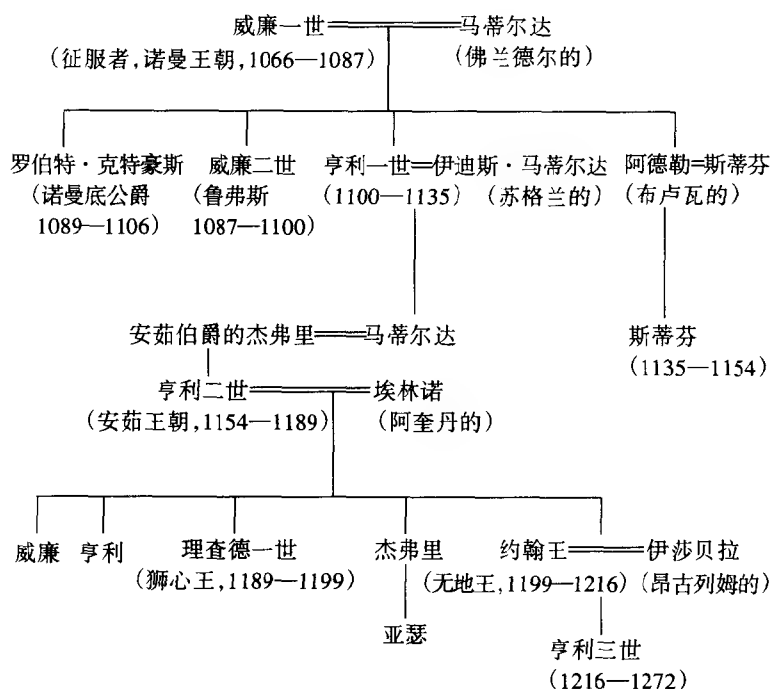 威廉一世 马蒂尔达
(征服者,诺曼王朝,1066—1087) (佛兰德尔的)
罗伯特·克特豪斯 威廉二世 亨利一世=伊迪斯·马蒂尔达 阿德勒=斯蒂芬
(诺曼底公爵 (鲁弗斯 (1100—1135) (苏格兰的) (布卢瓦的)
1089—1106) 1087—1100)
安茹伯爵的杰弗里 马蒂尔达 斯蒂芬
(1135—1154)
亨利二世 埃林诺
(安茹王朝,1154—1189) (阿奎丹的)
威廉 亨利 理查德一世 杰弗里 约翰王 伊莎贝拉
(狮心王,1189—1199) (无地王,1199—1216) (昂古列姆的)
亚瑟
亨利三世
(1216—1272)